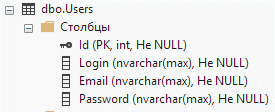 dbo.Users
Столбцы
Id (PK, int, Не NULL)
Login (nvarchar(max), Не NULL)
Email (nvarchar(max), Не NULL)
Password (nvarchar(max), Не NULL)